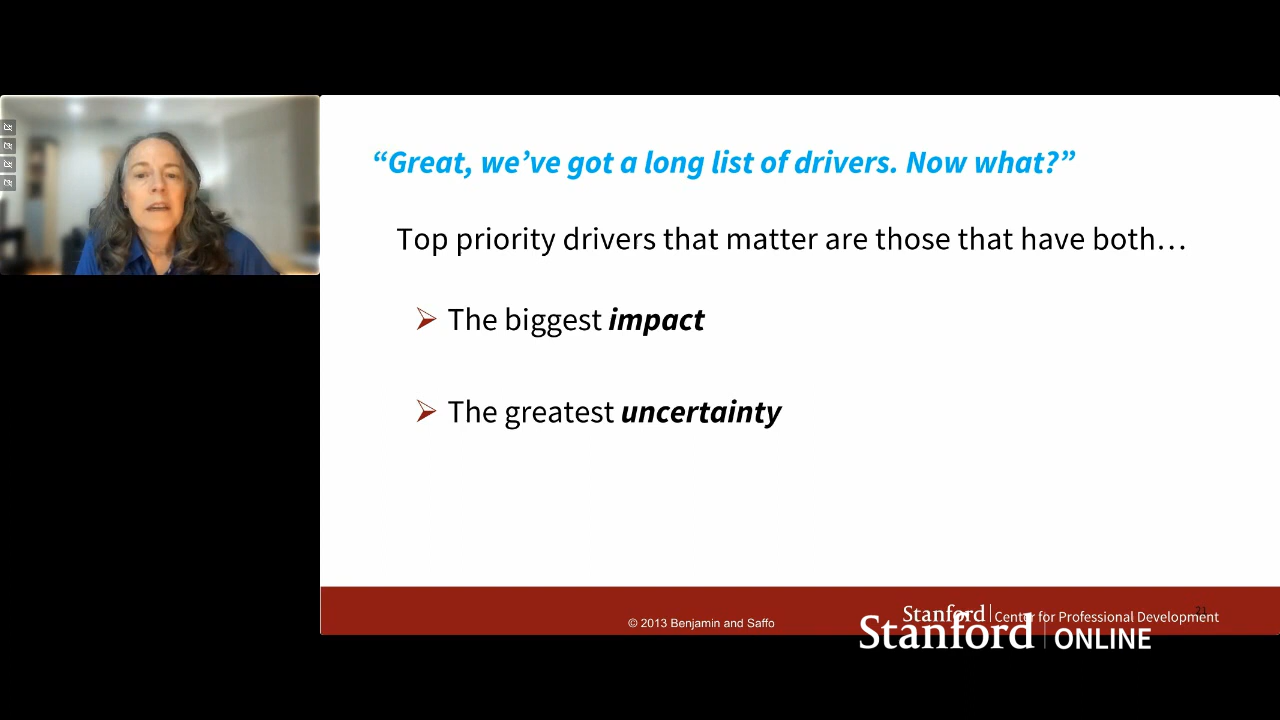 “Great, we’ve got a long list of drivers. Now what?”
Top priority drivers that matter are those that have both…
➢ The biggest impact
➢ The greatest uncertainty
© 2013 Benjamin and Saffo
21
Stanford Center for Professional Development
Stanford ONLINE